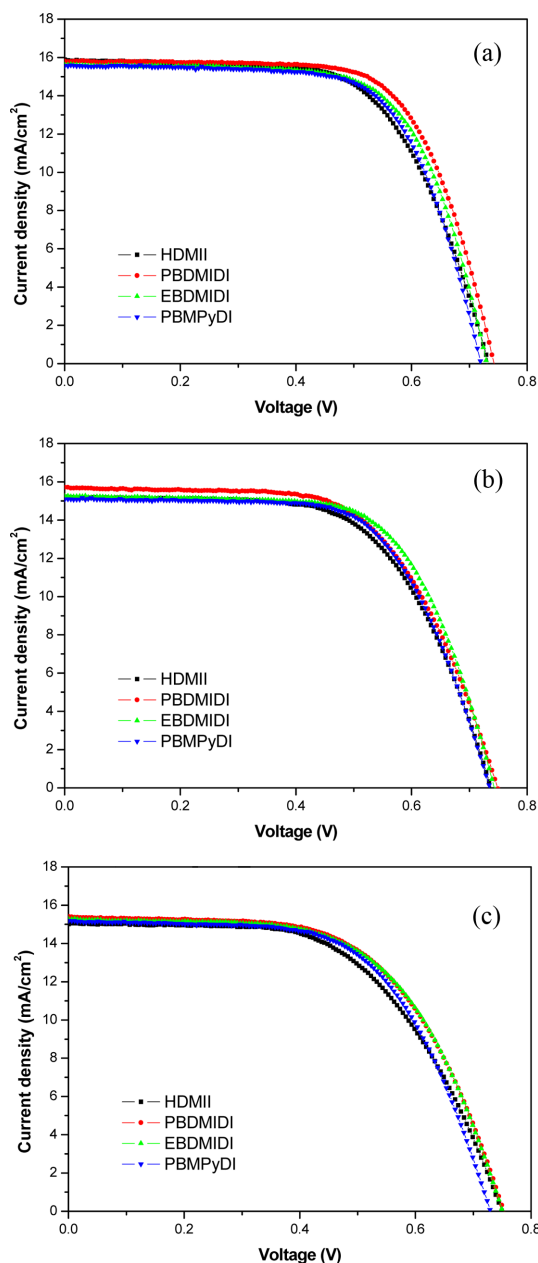 (a)
Current density (mA/cm²)
18
16
14
12
10
8
6
4
2
0
HDMII
PBDMIDI
EBDMIDI
PBMPyDI
0.0 0.2 0.4 0.6 0.8
Voltage (V)
(b)
Current density (mA/cm²)
18
16
14
12
10
8
6
4
2
0
HDMII
PBDMIDI
EBDMIDI
PBMPyDI
0.0 0.2 0.4 0.6 0.8
Voltage (V)
(c)
Current density (mA/cm²)
18
16
14
12
10
8
6
4
2
0
HDMII
PBDMIDI
EBDMIDI
PBMPyDI
0.0 0.2 0.4 0.6 0.8
Voltage (V)